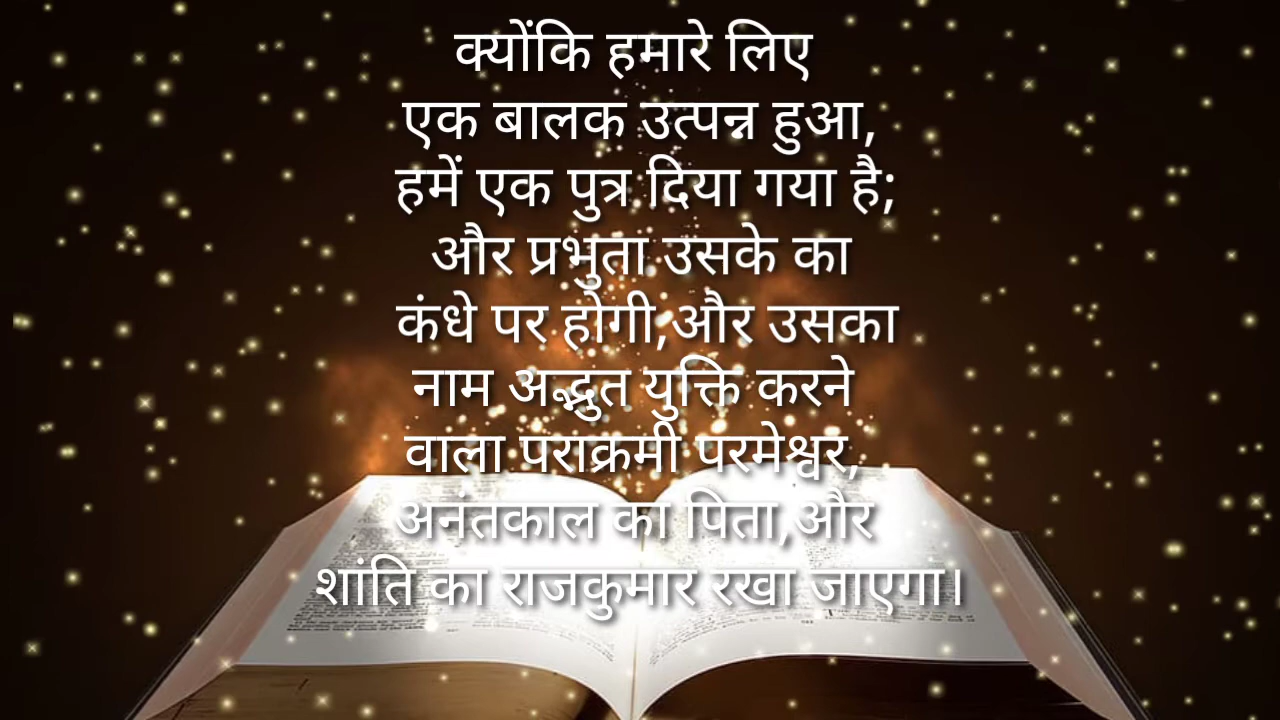 क्योंकि हमारे लिए
एक बालक उत्पन्न हुआ,
हमें एक पुत्र दिया गया है;
और प्रभुता उसके का
कंधे पर होगी,और उसका
नाम अद्भुत युक्ति करने
वाला पराक्रमी परमेश्वर,
अनंतकाल का पिता,और
शांति का राजकुमार रखा जाएगा।